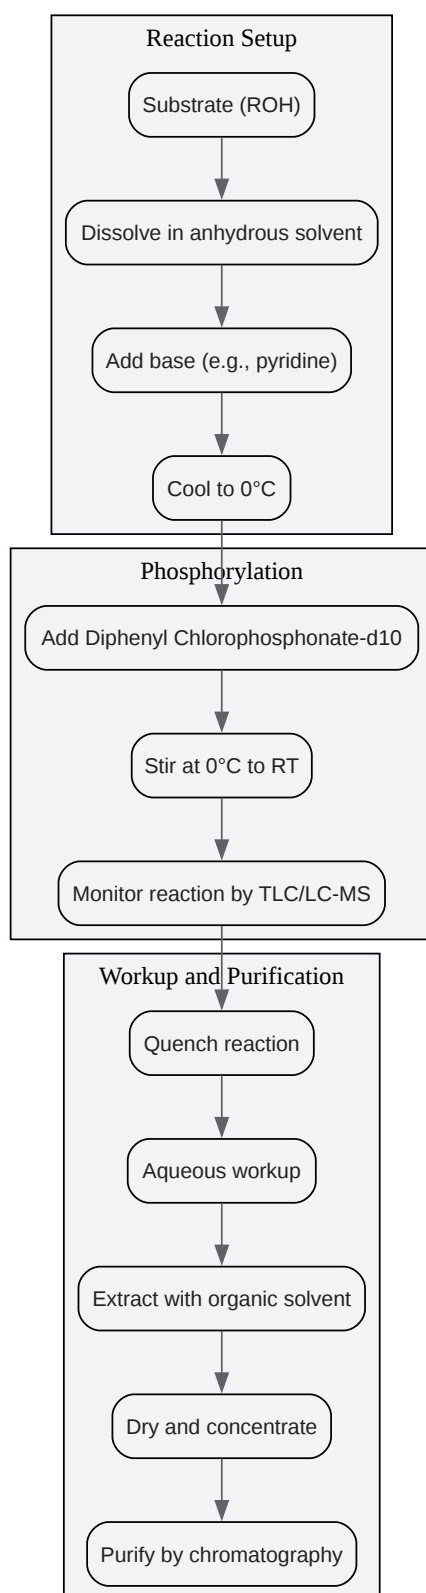 Reaction Setup
Substrate (ROH)
Dissolve in anhydrous solvent
Add base (e.g., pyridine)
Cool to 0°C
Phosphorylation
Add Diphenyl Chlorophosphonate-d10
Stir at 0°C to RT
Monitor reaction by TLC/LC-MS
Workup and Purification
Quench reaction
Aqueous workup
Extract with organic solvent
Dry and concentrate
Purify by chromatography